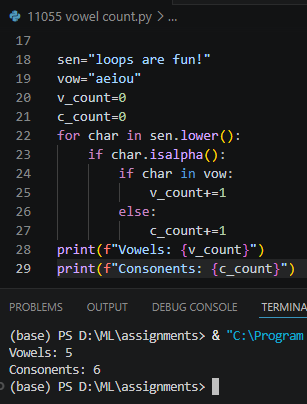 11055 vowel count.py > ...
17
18 sen="loops are fun!"
19 vow="aeiou"
20 v_count=0
21 c_count=0
22 for char in sen.lower():
23     if char.isalpha():
24         if char in vow:
25             v_count+=1
26         else:
27             c_count+=1
28 print(f"Vowels: {v_count}")
29 print(f"Consonents: {c_count}")
PROBLEMS OUTPUT DEBUG CONSOLE TERMINA
(base) PS D:\ML\assignments> & "C:\Program
Vowels: 5
Consonents: 6
(base) PS D:\ML\assignments>